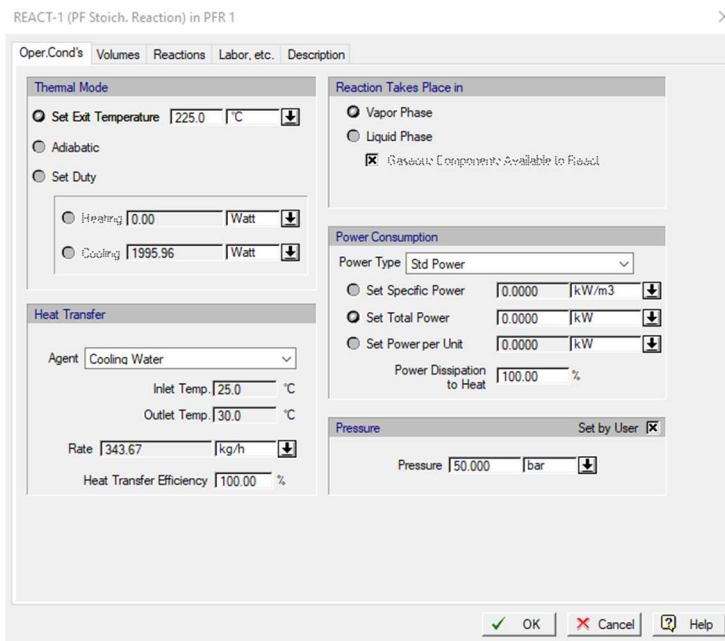 REACT-1 (PF Stoich. Reaction) in PFR 1
Oper.Cond's Volumes Reactions Labor, etc. Description
Thermal Mode
Set Exit Temperature 225.0 °C
Adiabatic
Set Duty
Heating 0.00 Watt
Cooling 1995.96 Watt
Heat Transfer
Agent Cooling Water
Inlet Temp. 25.0 °C
Outlet Temp. 30.0 °C
Rate 343.67 kg/h
Heat Transfer Efficiency 100.00 %
Reaction Takes Place in
Vapor Phase
Liquid Phase
Gaseous Components Available to React
Power Consumption
Power Type Std Power
Set Specific Power 0.0000 kW/m3
Set Total Power 0.0000 kW
Set Power per Unit 0.0000 kW
Power Dissipation
to Heat 100.00 %
Pressure Set by User
Pressure 50.000 bar
OK Cancel Help